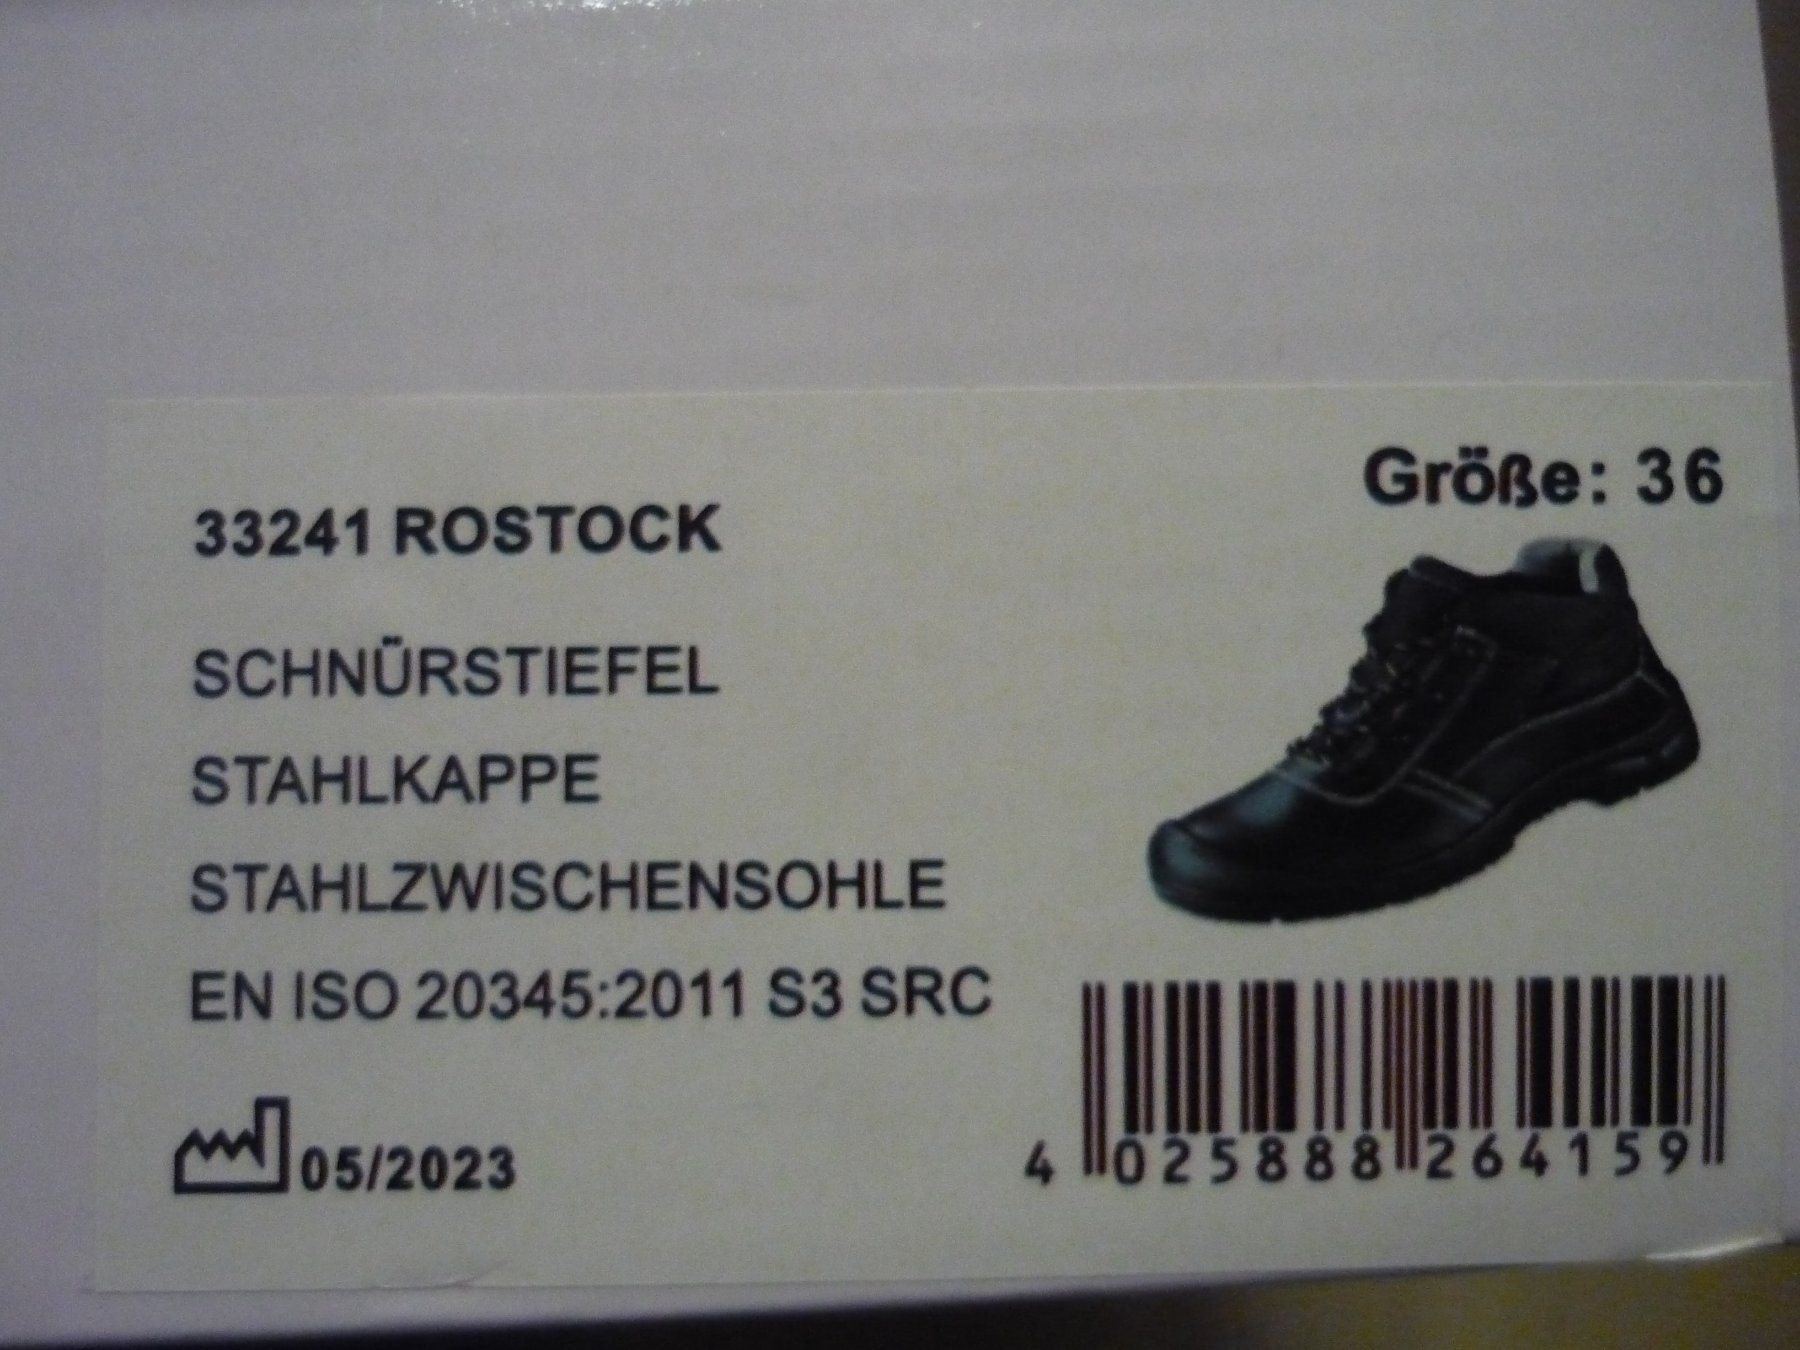 Größe: 36
33241 ROSTOCK
SCHNÜRSTIEFEL
STAHLKAPPE
STAHLZWISCHENSOHLE
EN ISO 20345:2011 S3 SRC
05/2023
4 025888 264159